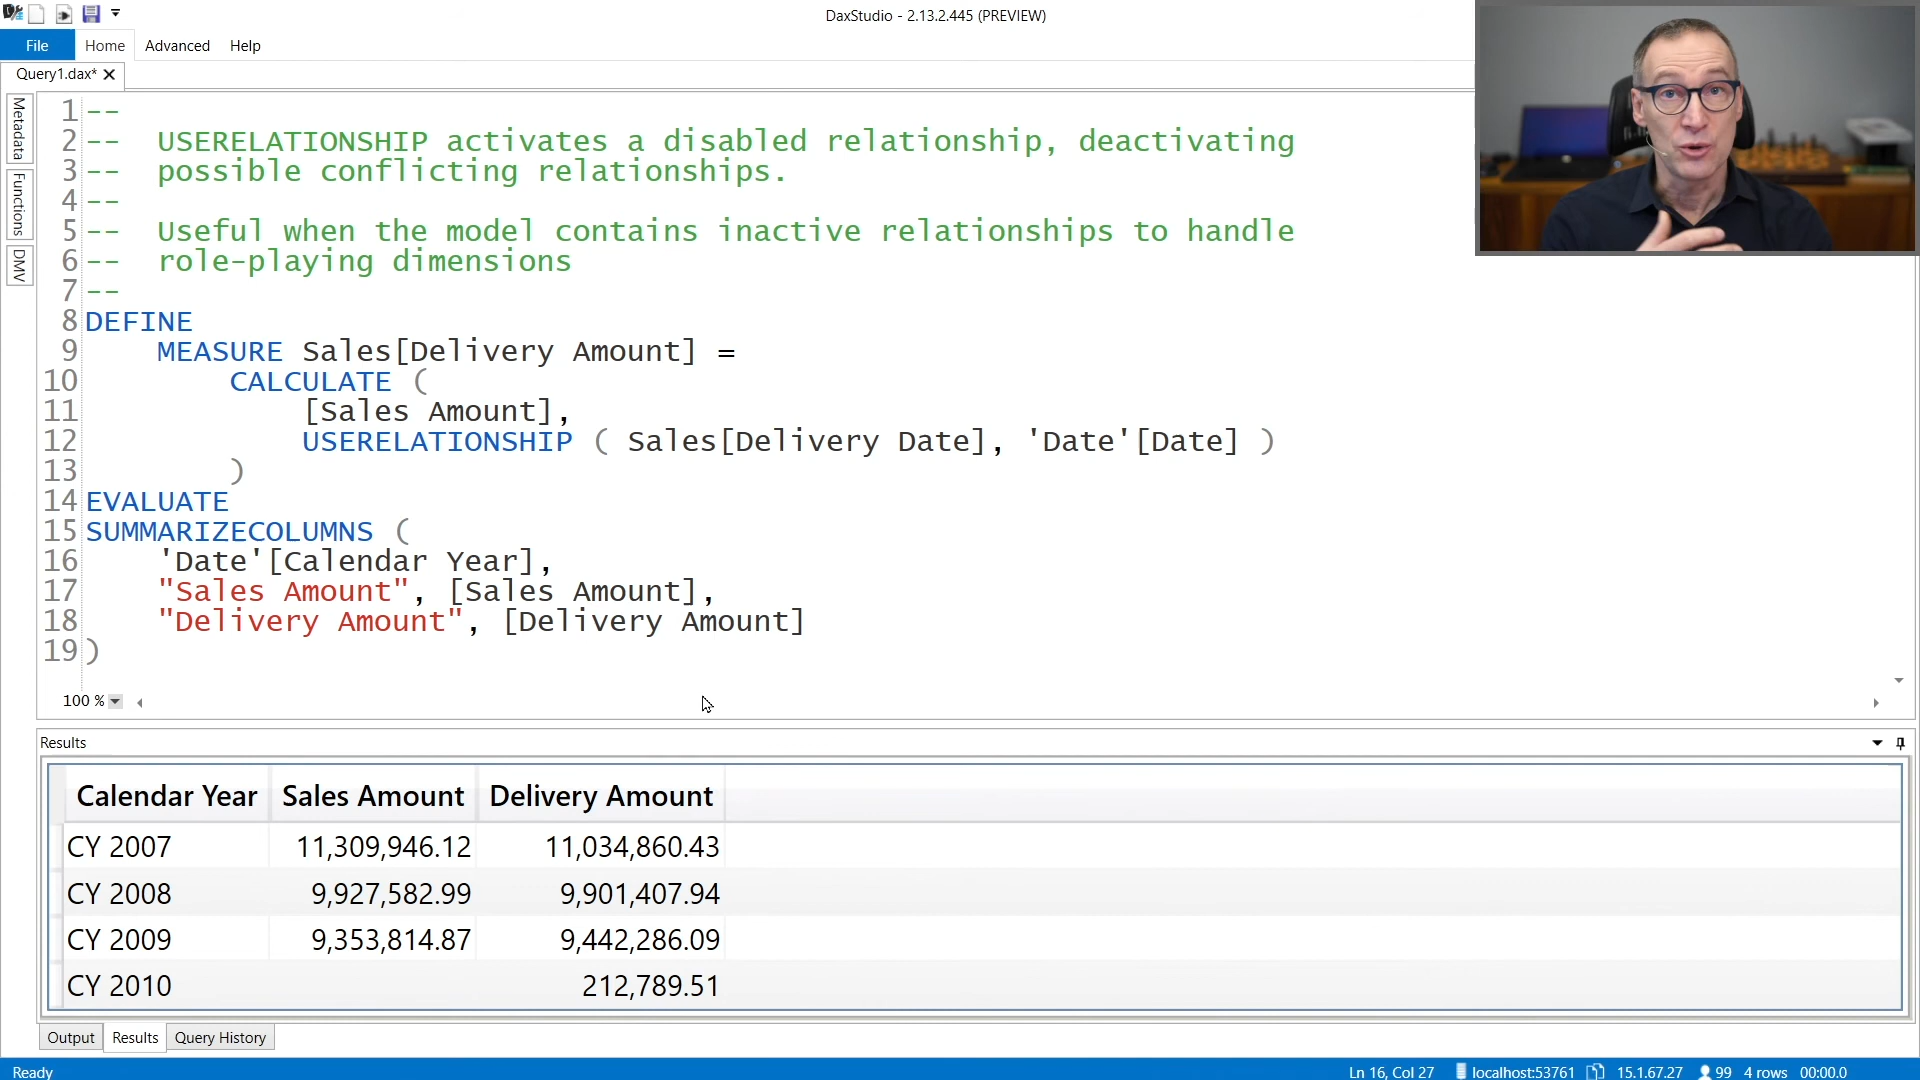 DaxStudio - 2.13.2.445 (PREVIEW)
File Home Advanced Help
Query1.dax*
Metadata
Functions
DMV
1 --
2 --  USERELATIONSHIP activates a disabled relationship, deactivating
3 --  possible conflicting relationships.
4 --
5 --  Useful when the model contains inactive relationships to handle
6 --  role-playing dimensions
7 --
8 DEFINE
9     MEASURE Sales[Delivery Amount] =
10         CALCULATE (
11             [Sales Amount],
12             USERELATIONSHIP ( Sales[Delivery Date], 'Date'[Date] )
13         )
14 EVALUATE
15 SUMMARIZECOLUMNS (
16     'Date'[Calendar Year],
17     "Sales Amount", [Sales Amount],
18     "Delivery Amount", [Delivery Amount]
19 )
100 %
Results
Calendar Year Sales Amount Delivery Amount
CY 2007 11,309,946.12 11,034,860.43
CY 2008 9,927,582.99 9,901,407.94
CY 2009 9,353,814.87 9,442,286.09
CY 2010 212,789.51
Output Results Query History
Ready Ln 16, Col 27 localhost:53761 15.1.67.27 99 4 rows 00:00.0